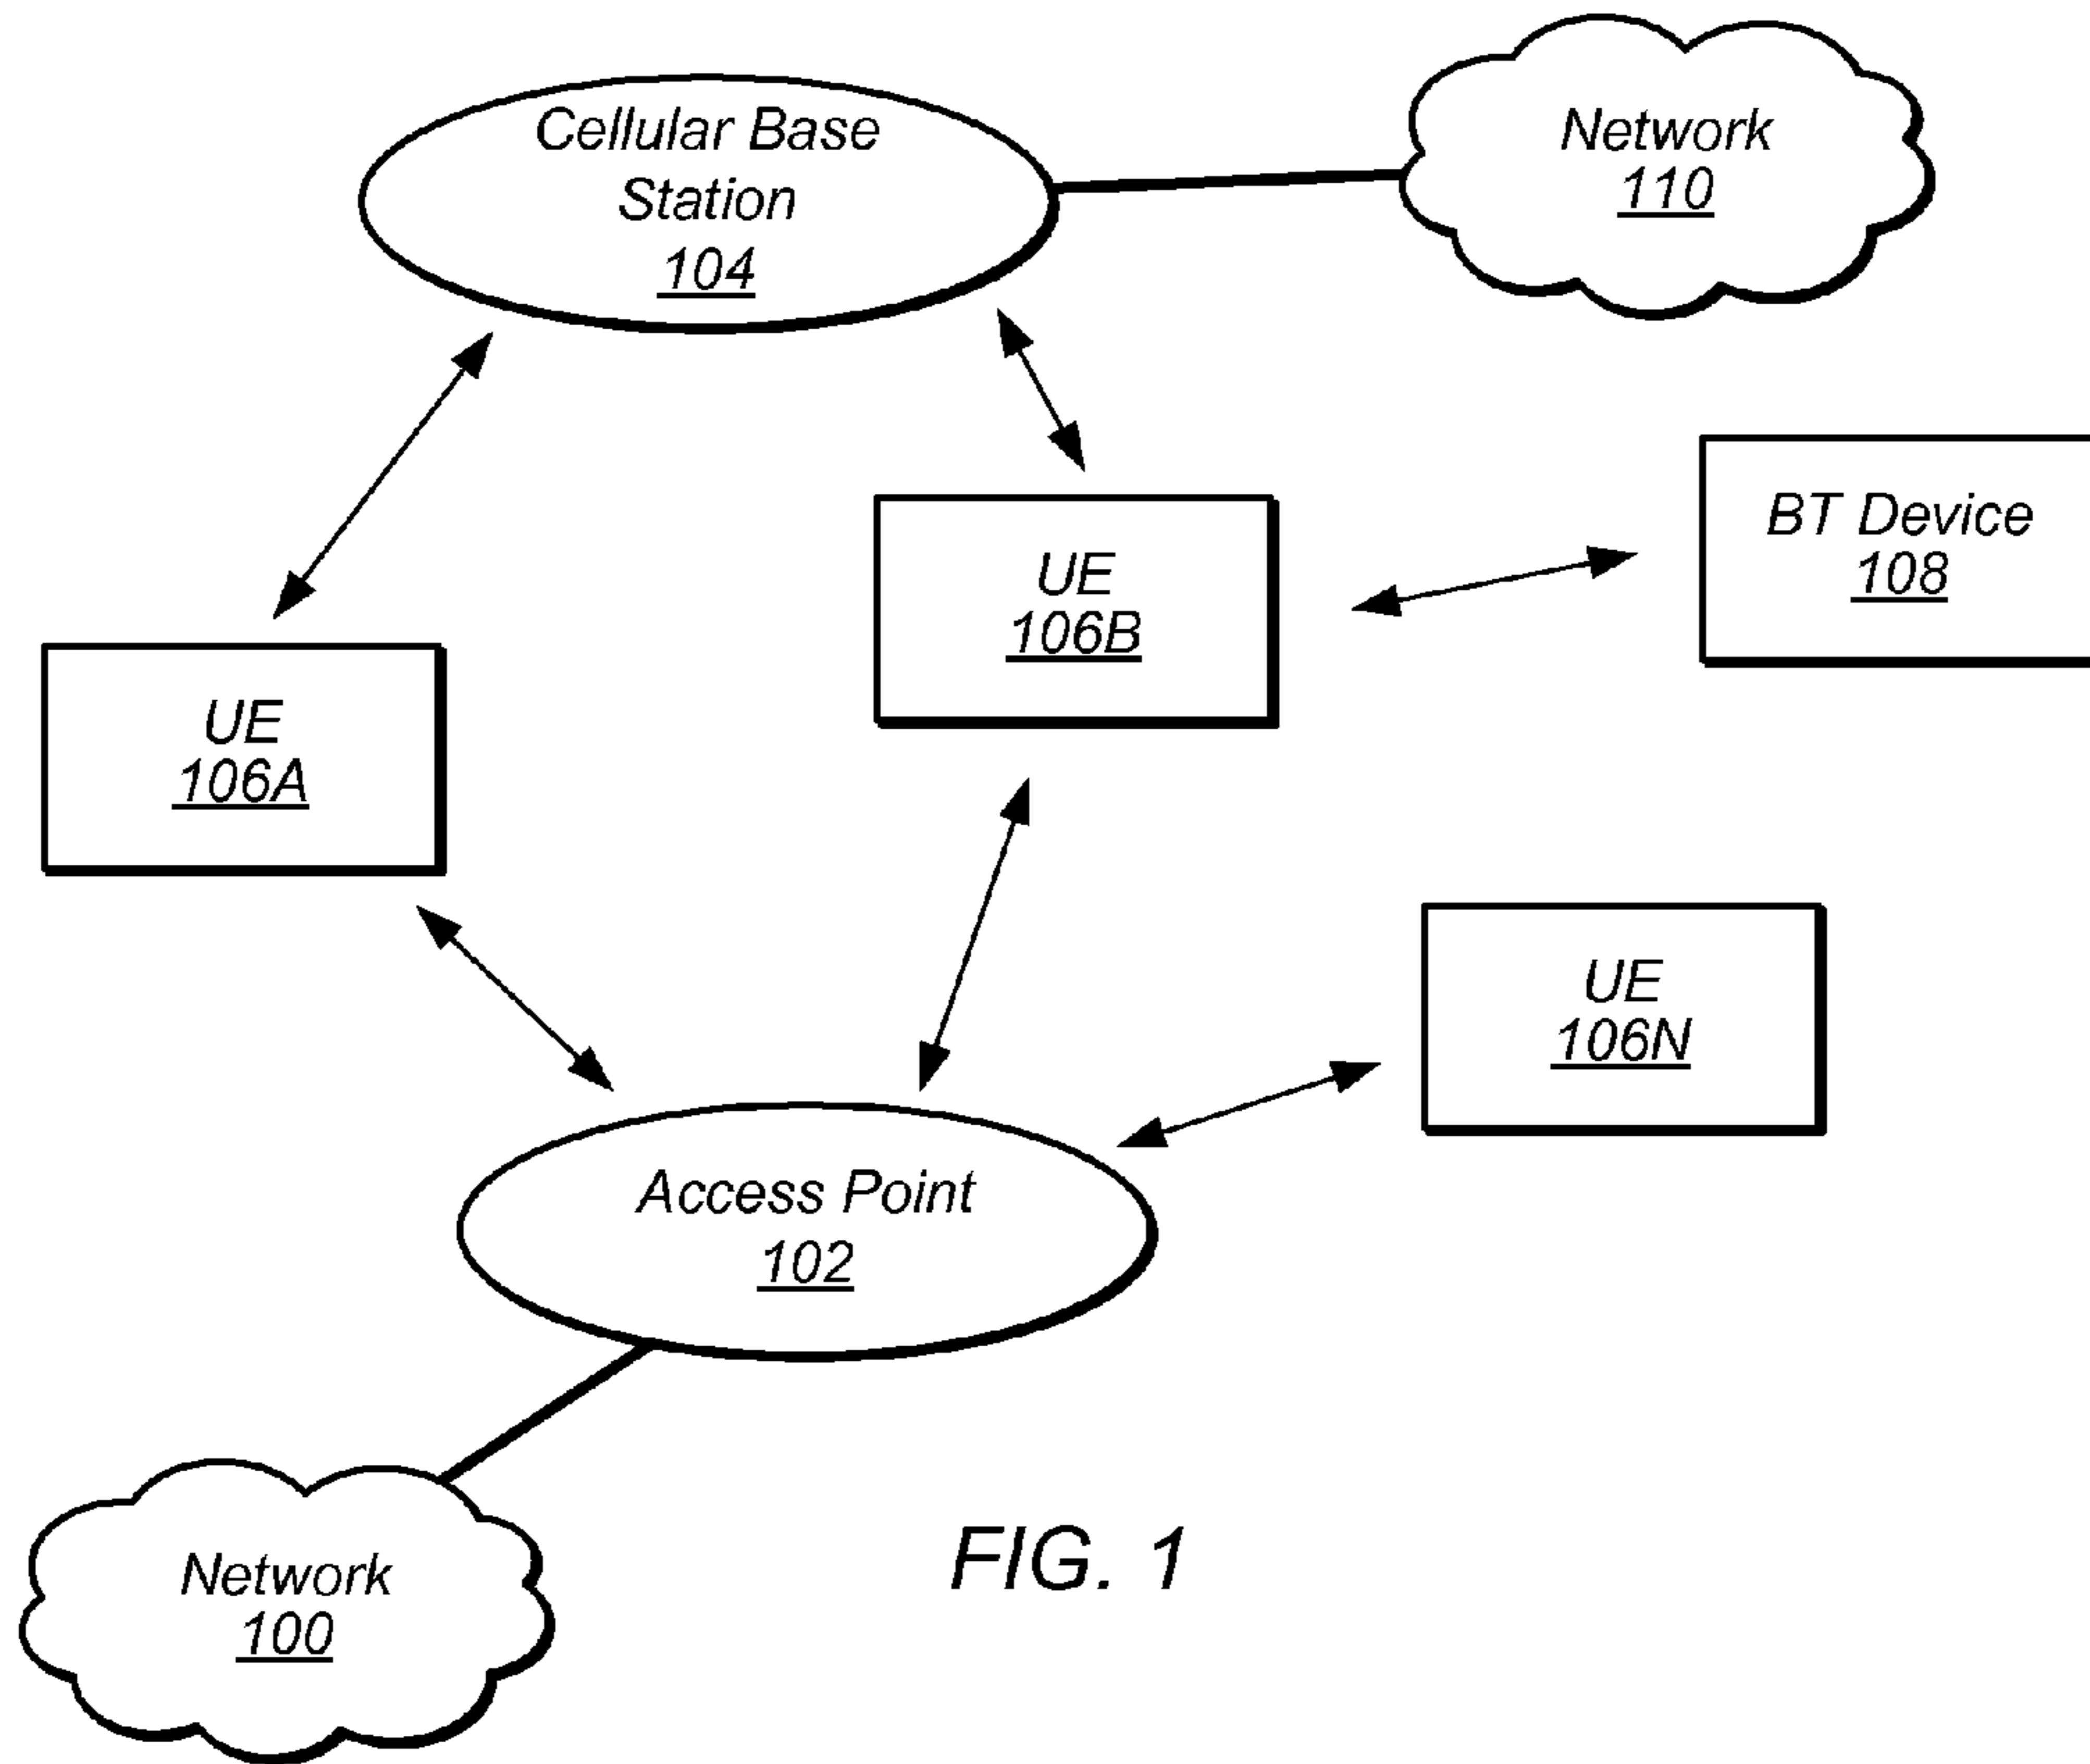 Cellular Base
Station
104
Network
110
BT Device
108
UE
106B
UE
106A
UE
106N
Access Point
102
Network
100
FIG. 1